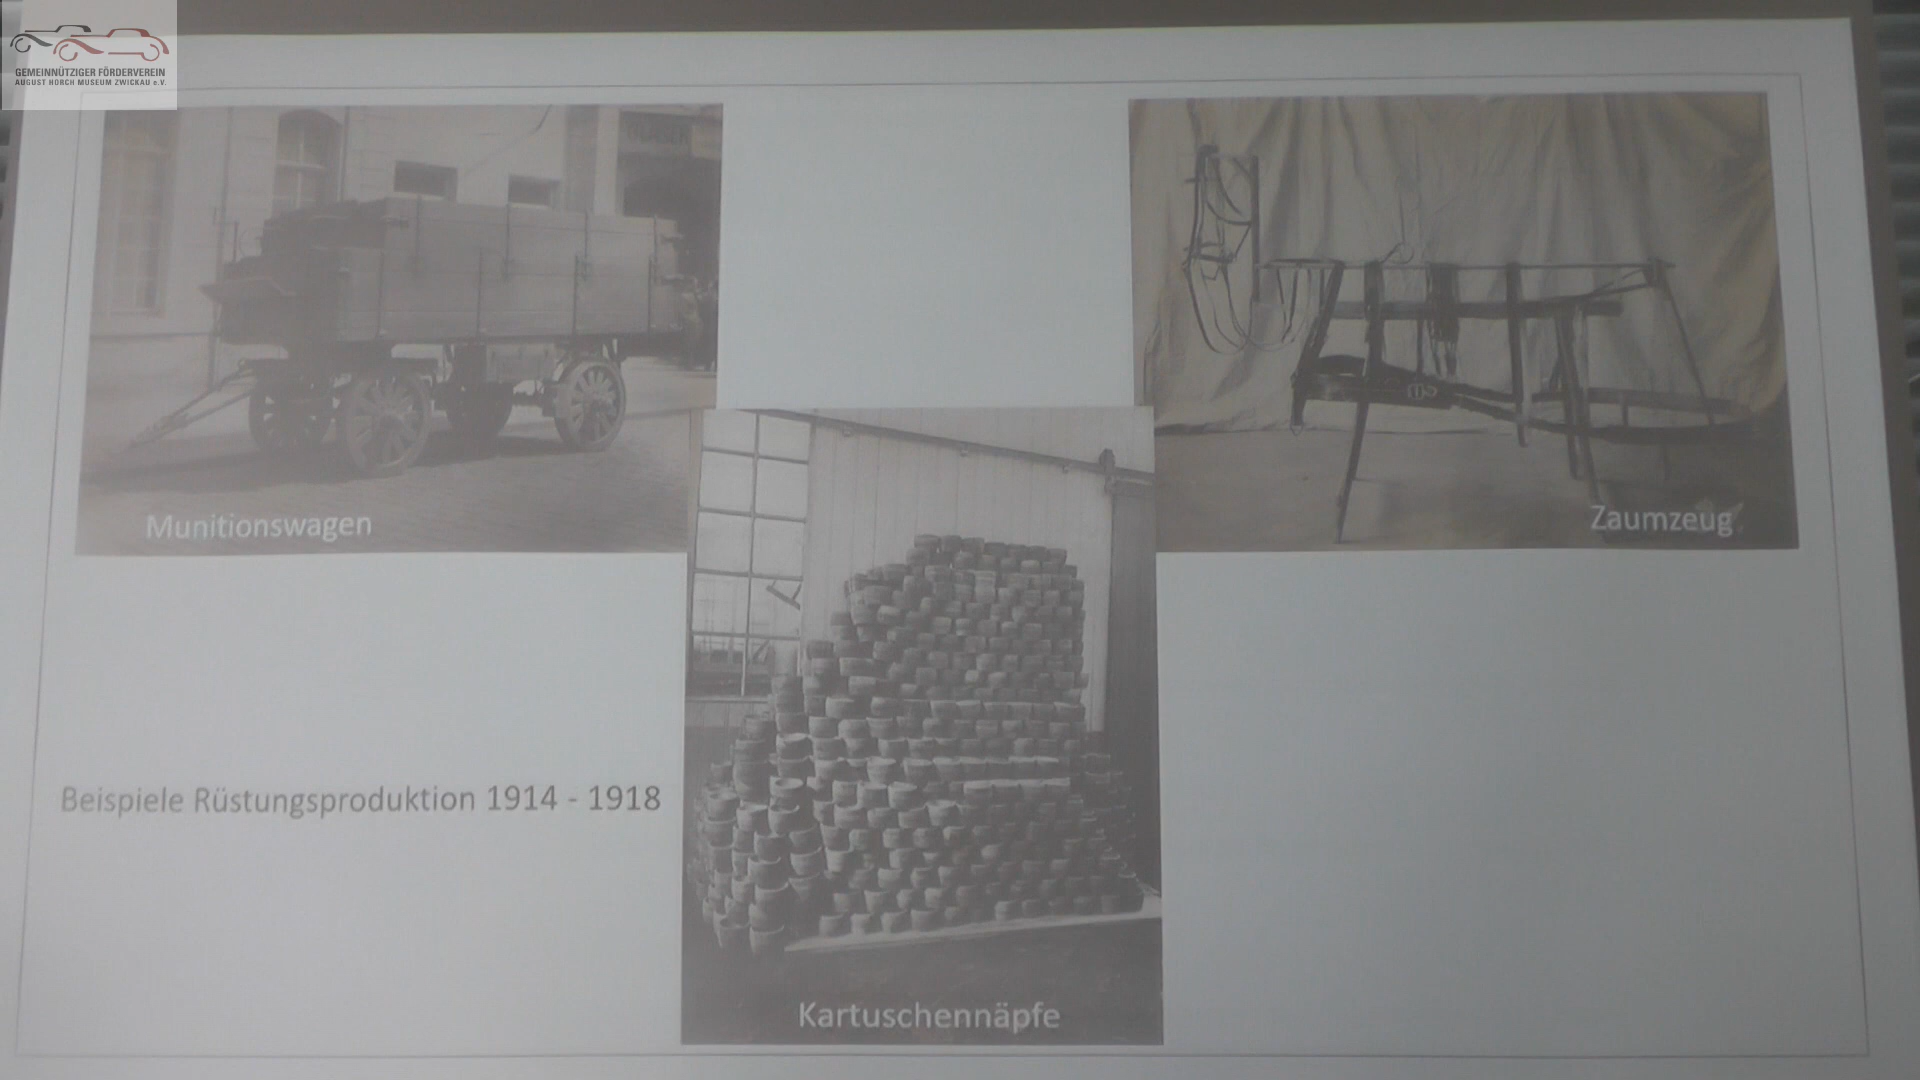 GEMEINNÜTZIGER FÖRDERVEREIN
AUGUST HORCH MUSEUM ZWICKAU e.V.
Munitionswagen
Zaumzeug
Beispiele Rüstungsproduktion 1914 - 1918
Kartuschennäpfe